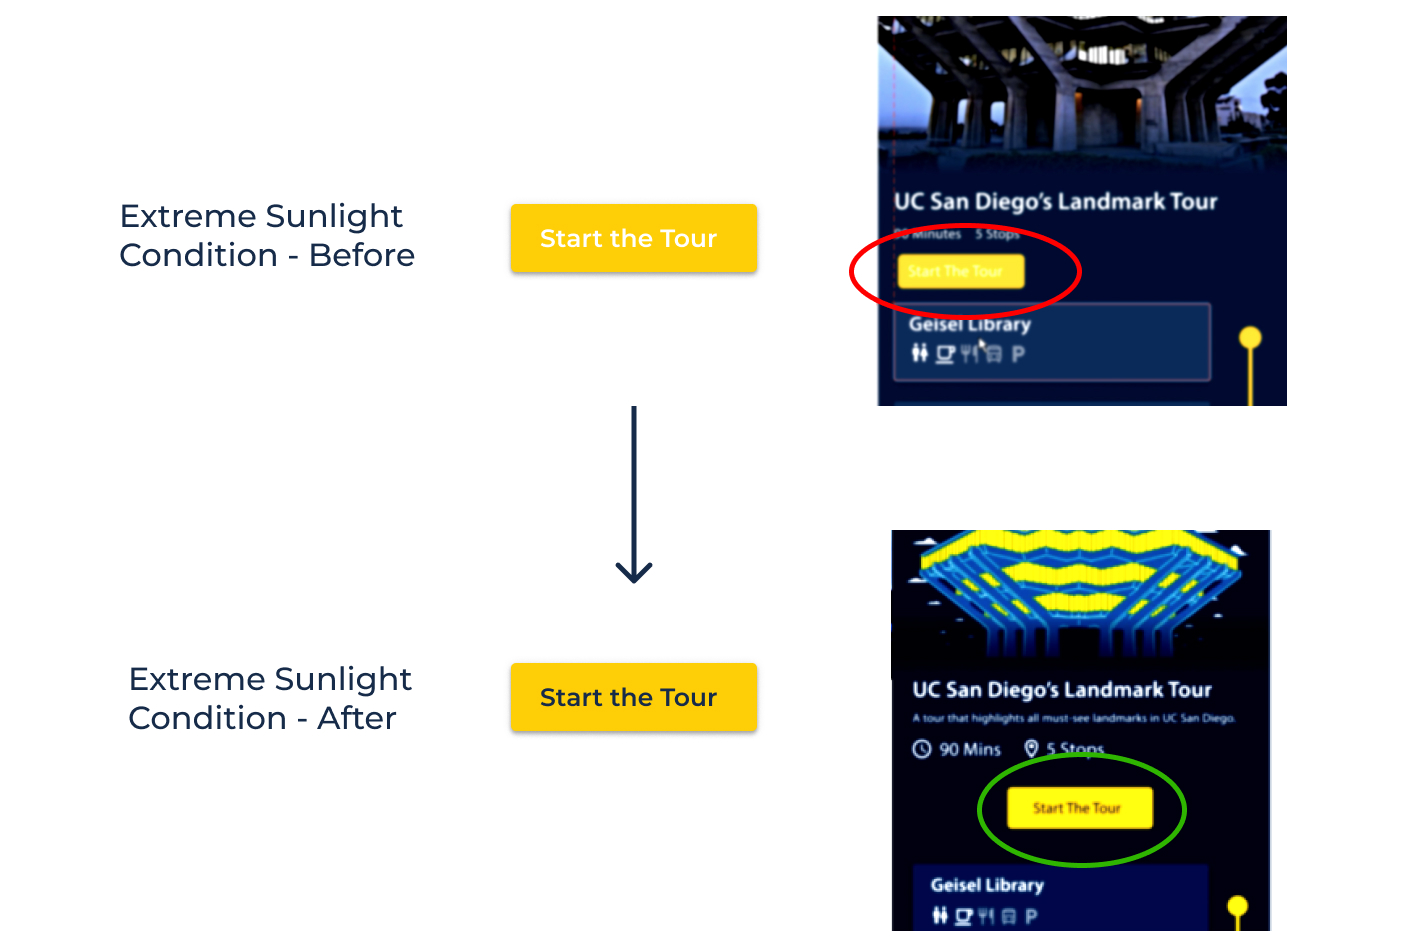 Extreme Sunlight
Condition - Before
Start the Tour
UC San Diego's Landmark Tour
90 Minutes 5 Stops
Start The Tour
Geisel Library
P
Extreme Sunlight
Condition - After
Start the Tour
UC San Diego's Landmark Tour
A tour that highlights all must-see landmarks in UC San Diego.
90 Mins 5 Stops
Start The Tour
Geisel Library
P